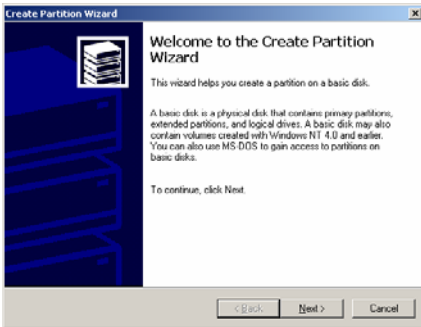 Create Partition Wizard
Welcome to the Create Partition
Wizard
This wizard helps you create a partition on a basic disk.
A basic disk is a physical disk that contains primary partitions,
extended partitions, and logical drives. A basic disk may also
contain volumes created with Windows NT 4.0 and earlier.
You can also use MS-DOS to gain access to partitions on
basic disks.
To continue, click Next.
< Back Next > Cancel